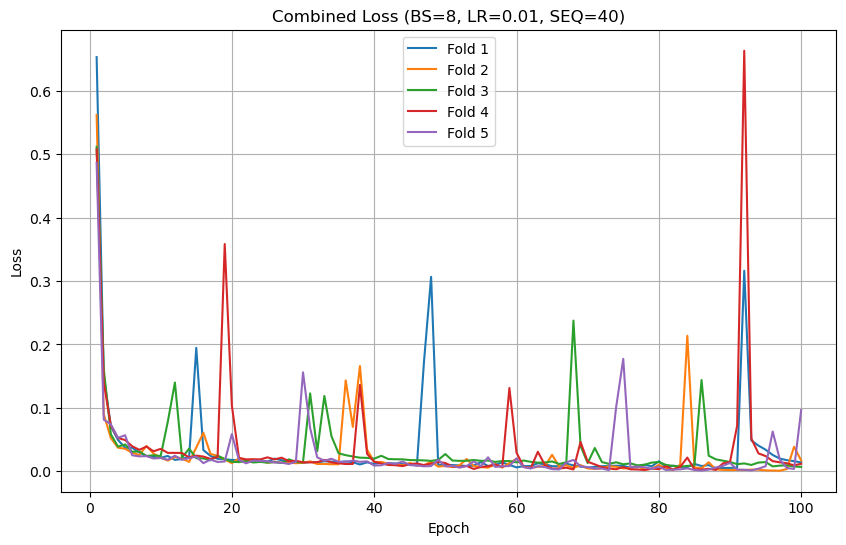 Combined Loss (BS=8, LR=0.01, SEQ=40)
Fold 1
Fold 2
Fold 3
Fold 4
Fold 5
Loss
0.6
0.5
0.4
0.3
0.2
0.1
0.0
0 20 40 60 80 100
Epoch